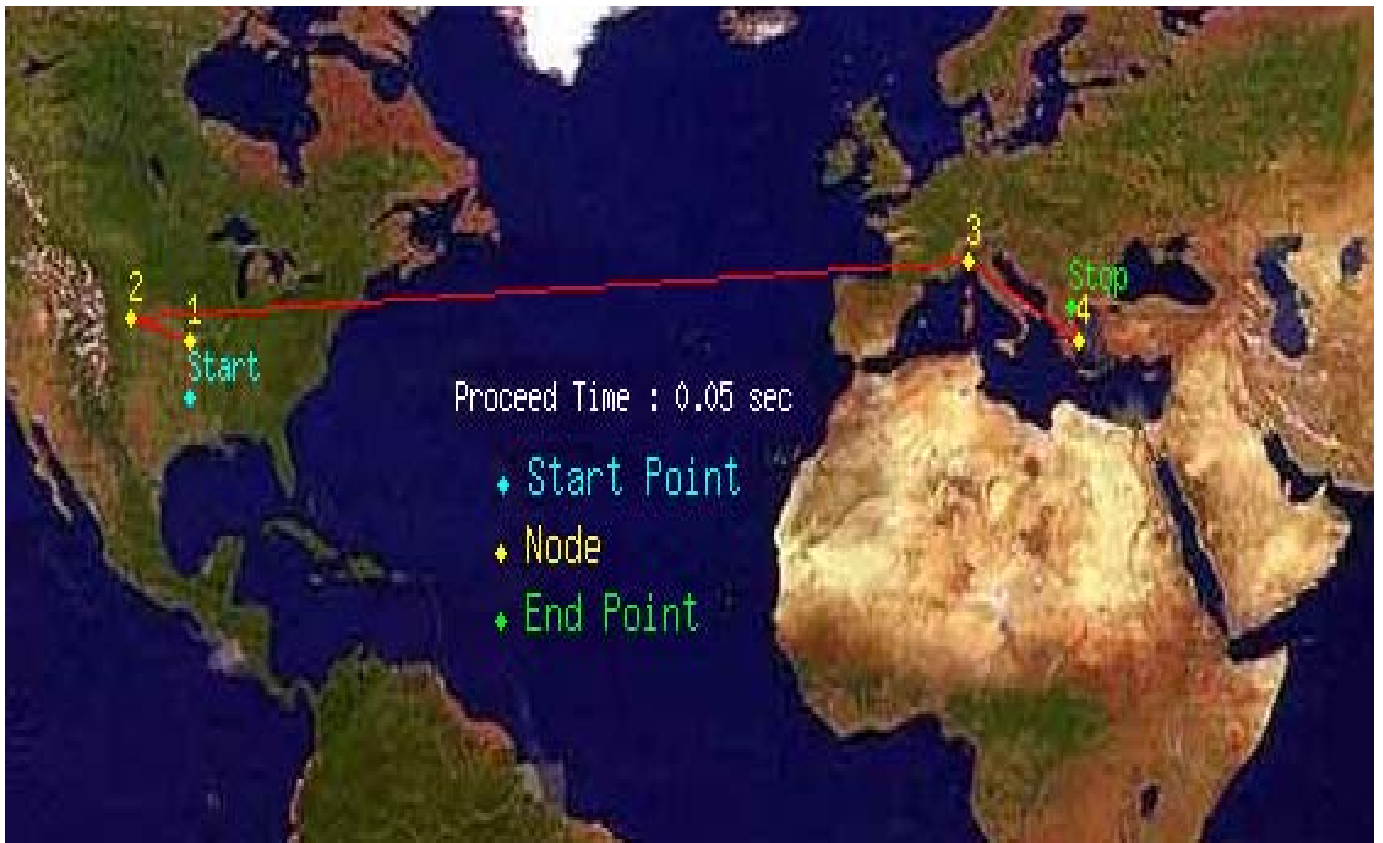 3
Stop
2
1
4
Start
Proceed Time : 0.05 sec
Start Point
Node
End Point